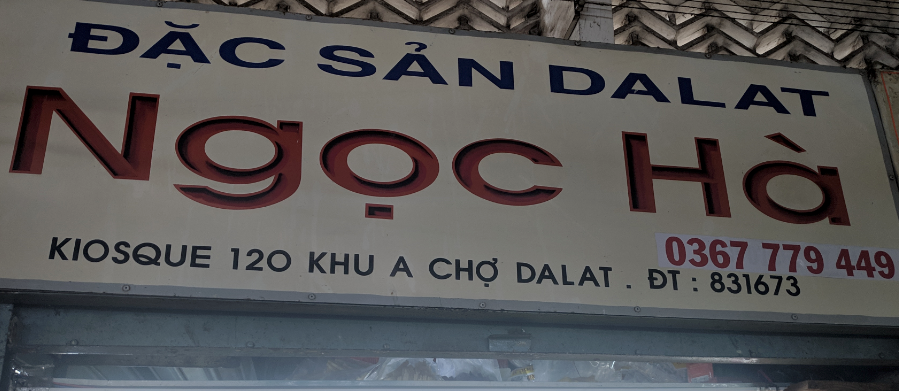 ĐẶC SẢN DALAT
Ngọc Hà
0367 779 449
KIOSQUE 120 KHU A CHỢ DALAT . ĐT : 831673